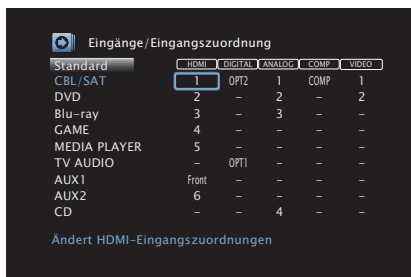 Eingänge/Eingangszuordnung
Standard HDMI DIGITAL ANALOG COMP VIDEO
CBL/SAT 1 OPT2 1 COMP 1
DVD 2 – 2 – 2
Blu-ray 3 – 3 – –
GAME 4 – – – –
MEDIA PLAYER 5 – – – –
TV AUDIO – OPT1 – – –
AUX1 Front – – – –
AUX2 6 – – – –
CD – – 4 – –
Ändert HDMI-Eingangszuordnungen